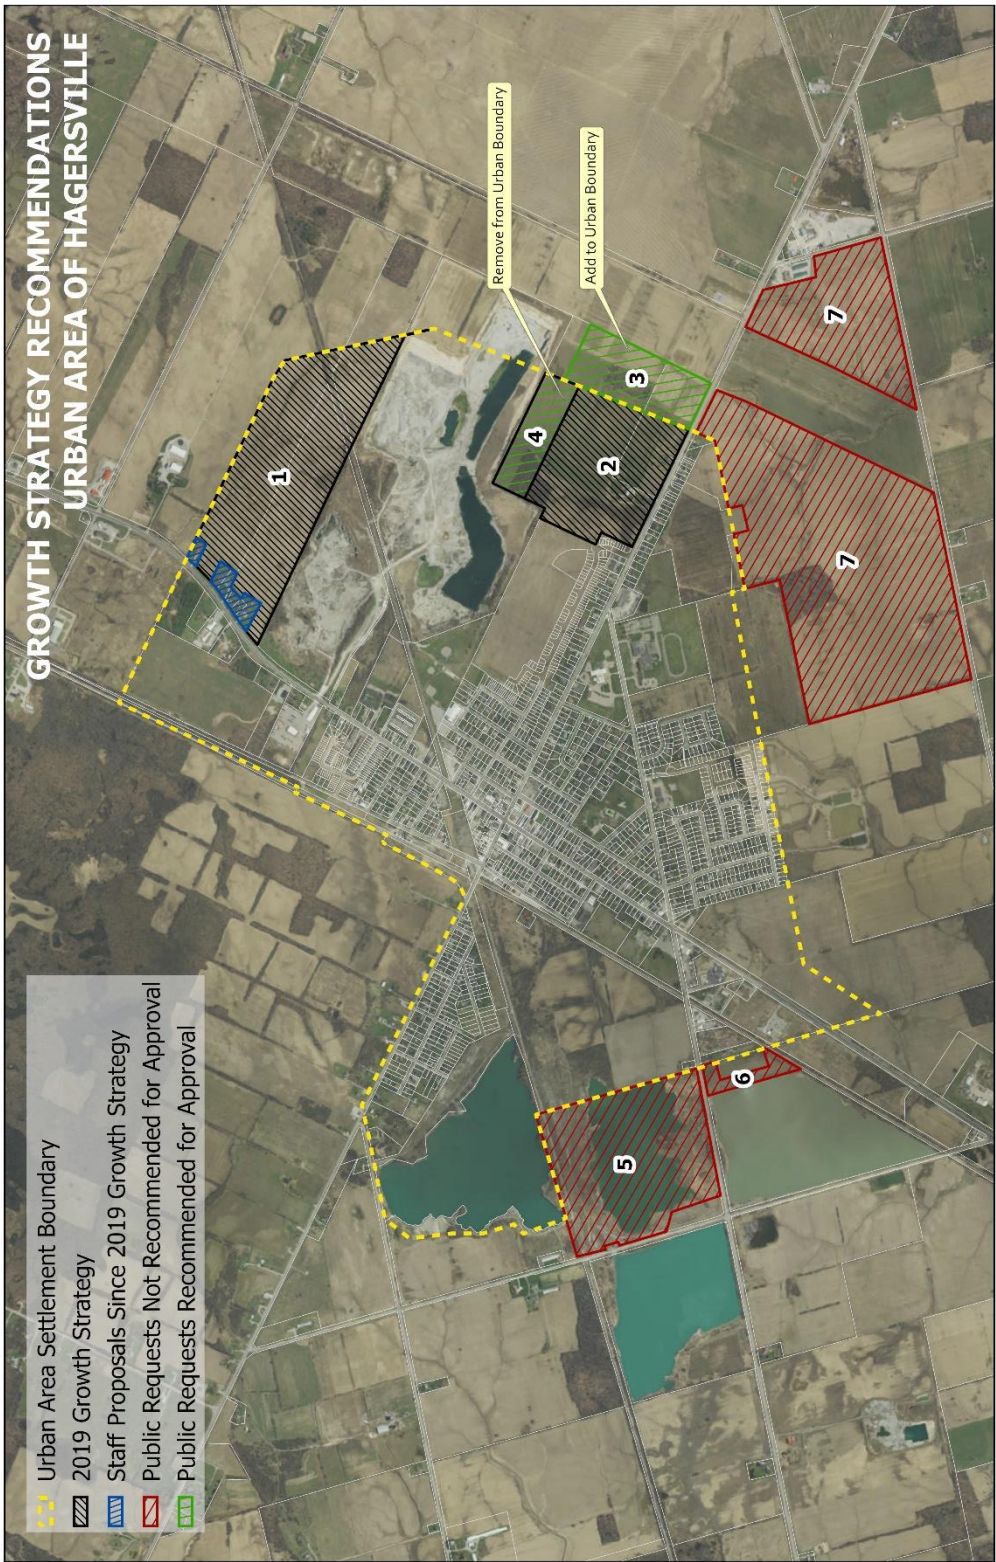 GROWTH STRATEGY RECOMMENDATIONS
URBAN AREA OF HAGERSVILLE
Urban Area Settlement Boundary
2019 Growth Strategy
Staff Proposals Since 2019 Growth Strategy
Public Requests Not Recommended for Approval
Public Requests Recommended for Approval
Remove from Urban Boundary
Add to Urban Boundary
1
4
2
3
7
7
5
6